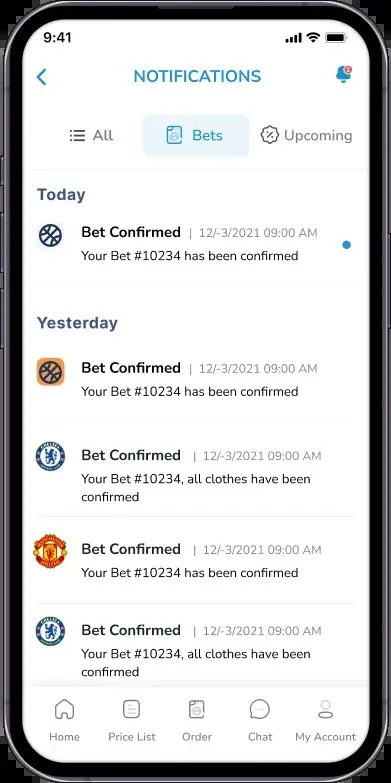 9:41
NOTIFICATIONS
1
All
Bets
Upcoming
Today
Bet Confirmed | 12/-3/2021 09:00 AM
Your Bet #10234 has been confirmed
Yesterday
Bet Confirmed | 12/-3/2021 09:00 AM
Your Bet #10234 has been confirmed
Bet Confirmed | 12/-3/2021 09:00 AM
Your Bet #10234, all clothes have been
confirmed
Bet Confirmed | 12/-3/2021 09:00 AM
Your Bet #10234 has been confirmed
Bet Confirmed | 12/-3/2021 09:00 AM
Your Bet #10234, all clothes have been
confirmed
Home
Price List
Order
Chat
My Account